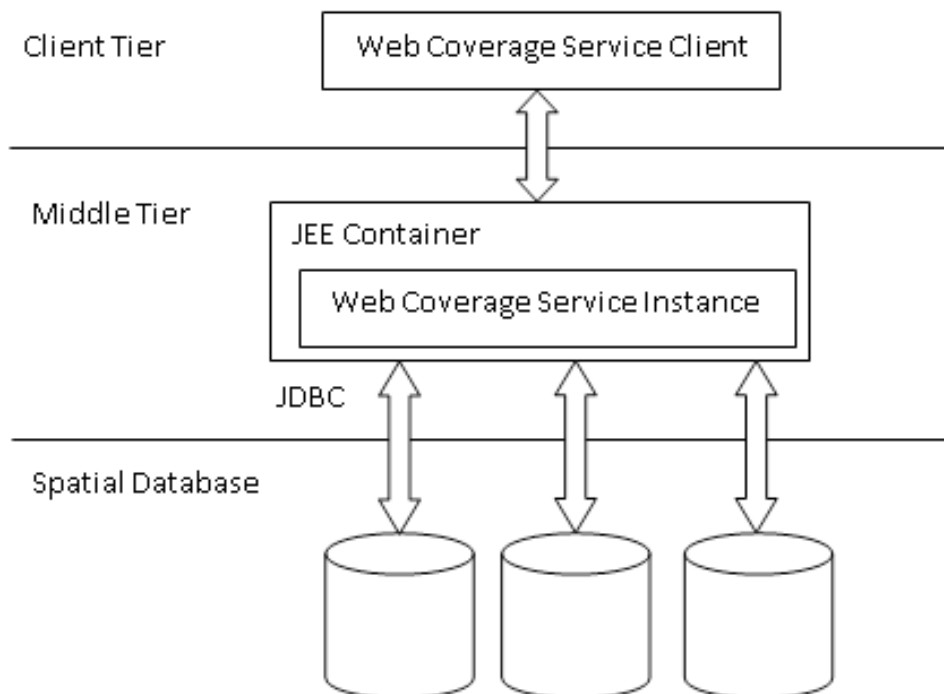 Client Tier
Web Coverage Service Client
Middle Tier
JEE Container
Web Coverage Service Instance
JDBC
Spatial Database